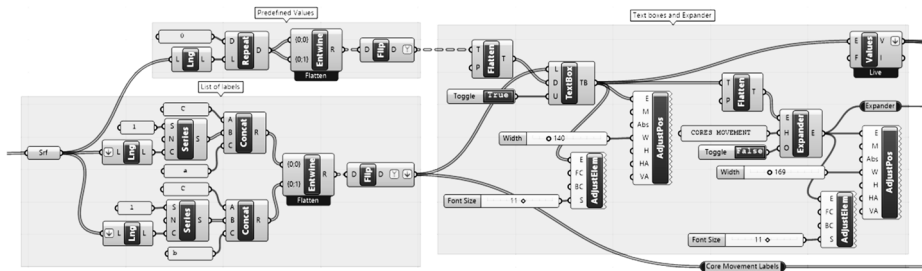 Predefined Values
0
D
L
Repeat
D
L
Lng
L
{0;0}
{0;1}
Entwine
R
Flatten
D
Flip
D
List of labels
Srf
C
1
L
Lng
L
S
N
C
Series
S
a
A
B
C
Concat
R
C
1
L
Lng
L
S
N
C
Series
S
b
A
B
C
Concat
R
{0;0}
{0;1}
Entwine
R
Flatten
D
Flip
D
Text boxes and Expander
T
P
Flatten
T
Toggle True
L
D
U
TextBox
TB
Width 140
Font Size 11
E
FC
BC
S
AdjustElem
E
M
Abs
W
H
HA
VA
AdjustPos
T
P
Flatten
T
CORES MOVEMENT
Toggle False
E
H
O
Expander
E
Width 169
Font Size 11
E
FC
BC
S
AdjustElem
E
M
Abs
W
H
HA
VA
AdjustPos
E
F
Values
V
I
Live
Expander
Core Movement Labels